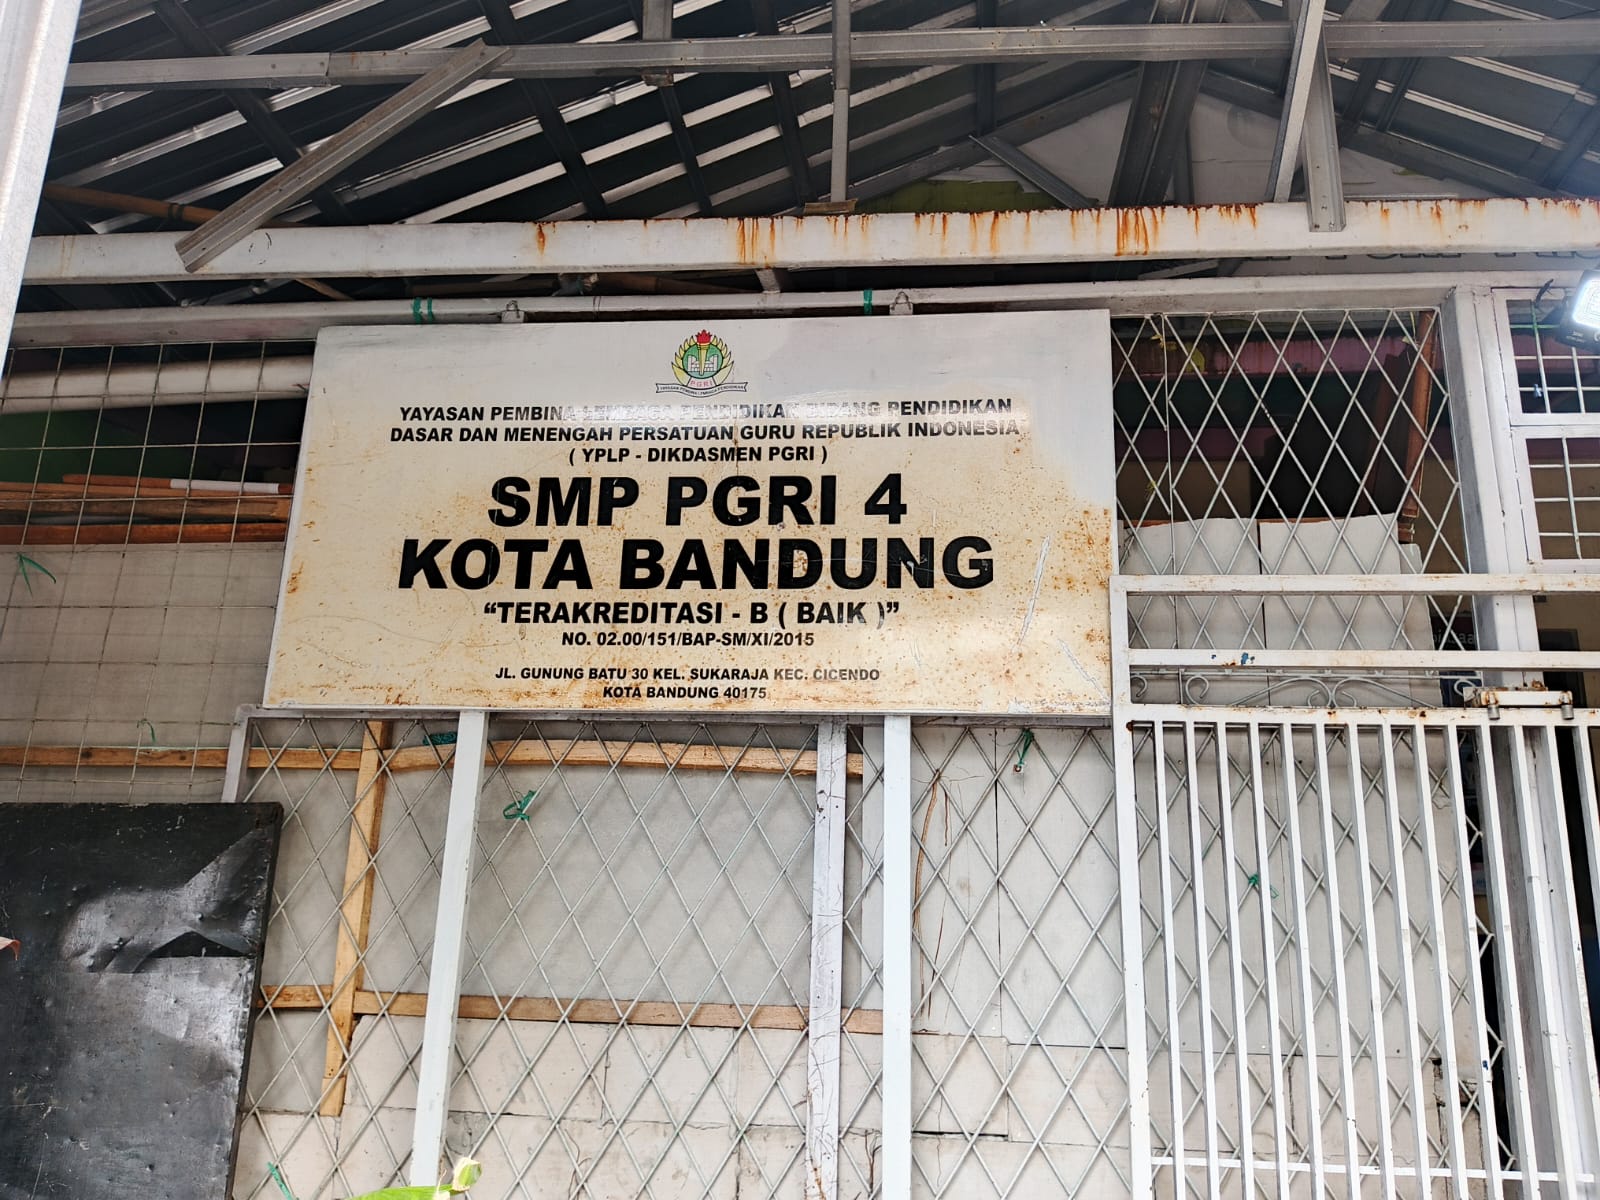 PGRI
YAYASAN PEMBINA LEMBAGA PENDIDIKAN BIDANG PENDIDIKAN
DASAR DAN MENENGAH PERSATUAN GURU REPUBLIK INDONESIA
( YPLP - DIKDASMEN PGRI )
SMP PGRI 4
KOTA BANDUNG
“TERAKREDITASI - B ( BAIK )”
NO. 02.00/151/BAP-SM/XI/2015
JL. GUNUNG BATU 30 KEL. SUKARAJA KEC. CICENDO
KOTA BANDUNG 40175